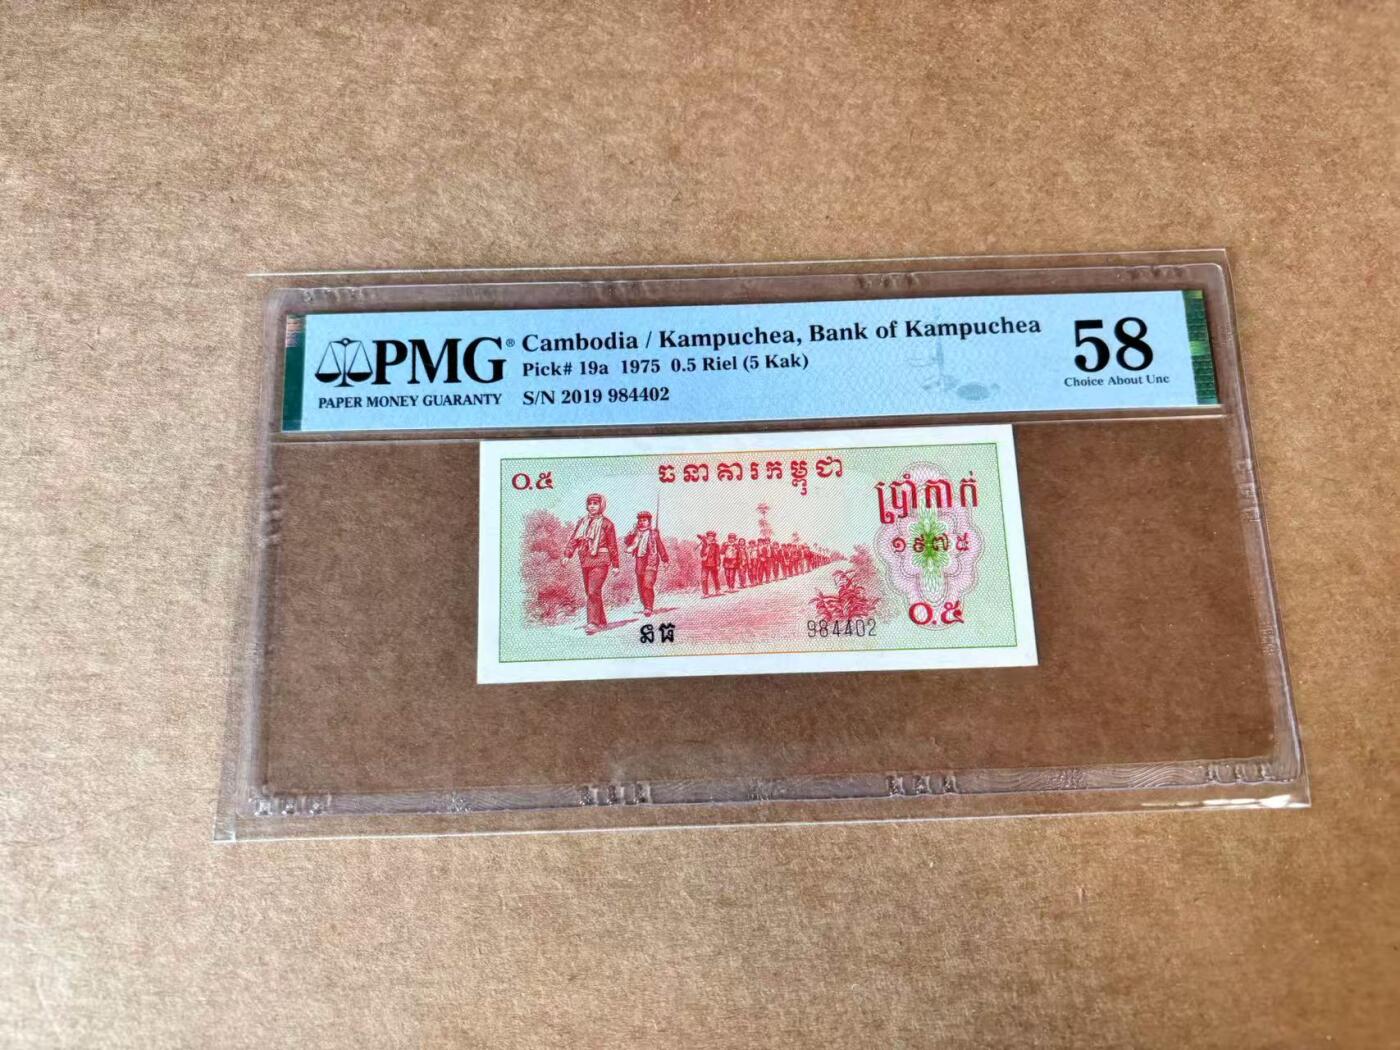 PMG®
PAPER MONEY GUARANTY
Cambodia / Kampuchea, Bank of Kampuchea
Pick# 19a 1975 0.5 Riel (5 Kak)
S/N 2019 984402
58
Choice About Unc
០.៥
ធនាគារកម្ពុជា
ប្រាំកាក់
១៩៧៥
០.៥
នធ
984402